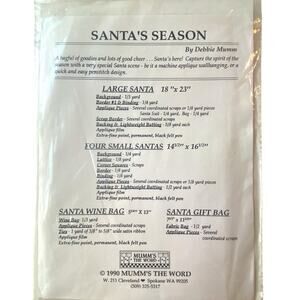 SANTA'S SEASON
By Debbie Mumm
A bagful of goodies and lots of good cheer . . . Santa's here! Capture the spirit of the
season with a very special Santa scene - be it a machine applique wallhanging, or a
quick and easy penstitch design.
LARGE SANTA 18 "x 23"
Background - 1/3 yard
Border #1 & Binding - 1/4 yard
Applique Pieces - Several coordinated scraps or 1/8 yard pieces
Santa Suit - 1/4 yard, Bag - 1/4 yard
Scrap Border - Several coordinated scraps
Backing & Lightweight Batting - yard each
Applique film
Extra-fine point, permanent, black felt pen
FOUR SMALL SANTAS 14 1/2" x 16 1/2"
Background - 1/4 yard
Lattice - 1/8 yard
Corner Squares - Scrap
Border - 1/8 yard
Binding - 1/8 yard
Applique Pieces - Several coordinated scraps or pieces
Backing & Lightweight Batting - 1/2 yard each
Applique film
Extra-fine point, permanent, black felt pen
SANTA WINE BAG X 13"
Wine Bag - 1/3 yard
Applique Pieces - Several coordinated scraps
Ties - 1 yard of 3/8" to 5/8" wide satin ribbon
Applique film
Extra-fine point, permanent, black felt pen
SANTA GIFT BAG
Fabric Bag - 1/3 yard
Applique Pieces - Several
coordinated scraps
MUMM'S
THE WORD
© 1990 MUMM'S THE WORD
W. 211 Cleveland ❤ Spokane WA 99205
(509)